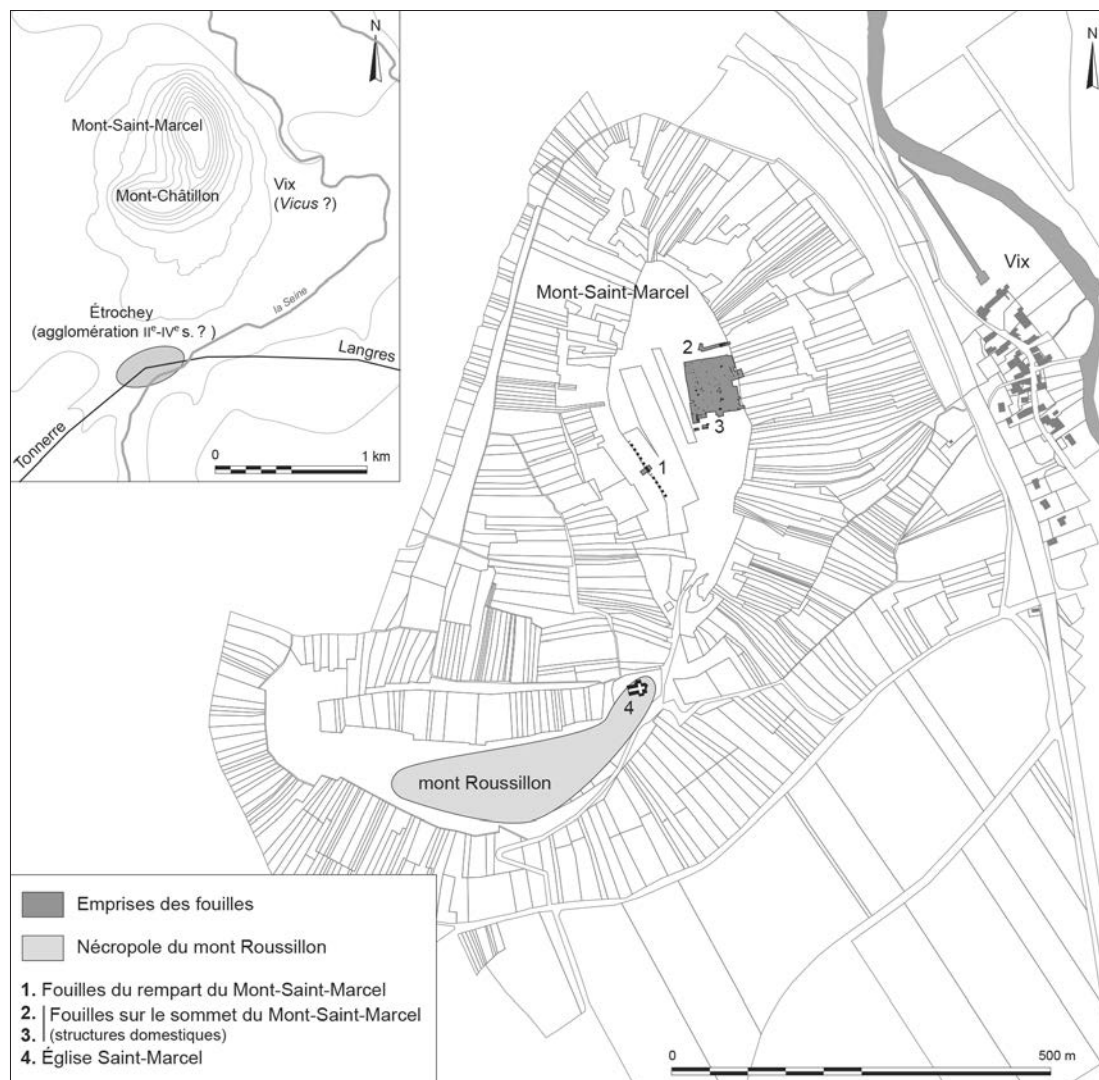 N
Mont-Saint-Marcel
Mont-Châtillon
Vix
(Vicus ?)
la Seine
Étrochey
(agglomération IIe-IVe s. ? )
Langres
Tonnerre
0 1 km
N
Vix
Mont-Saint-Marcel
2
3
1
4
mont Roussillon
Emprises des fouilles
Nécropole du mont Roussillon
1. Fouilles du rempart du Mont-Saint-Marcel
2. Fouilles sur le sommet du Mont-Saint-Marcel
3. (structures domestiques)
4. Église Saint-Marcel
0 500 m